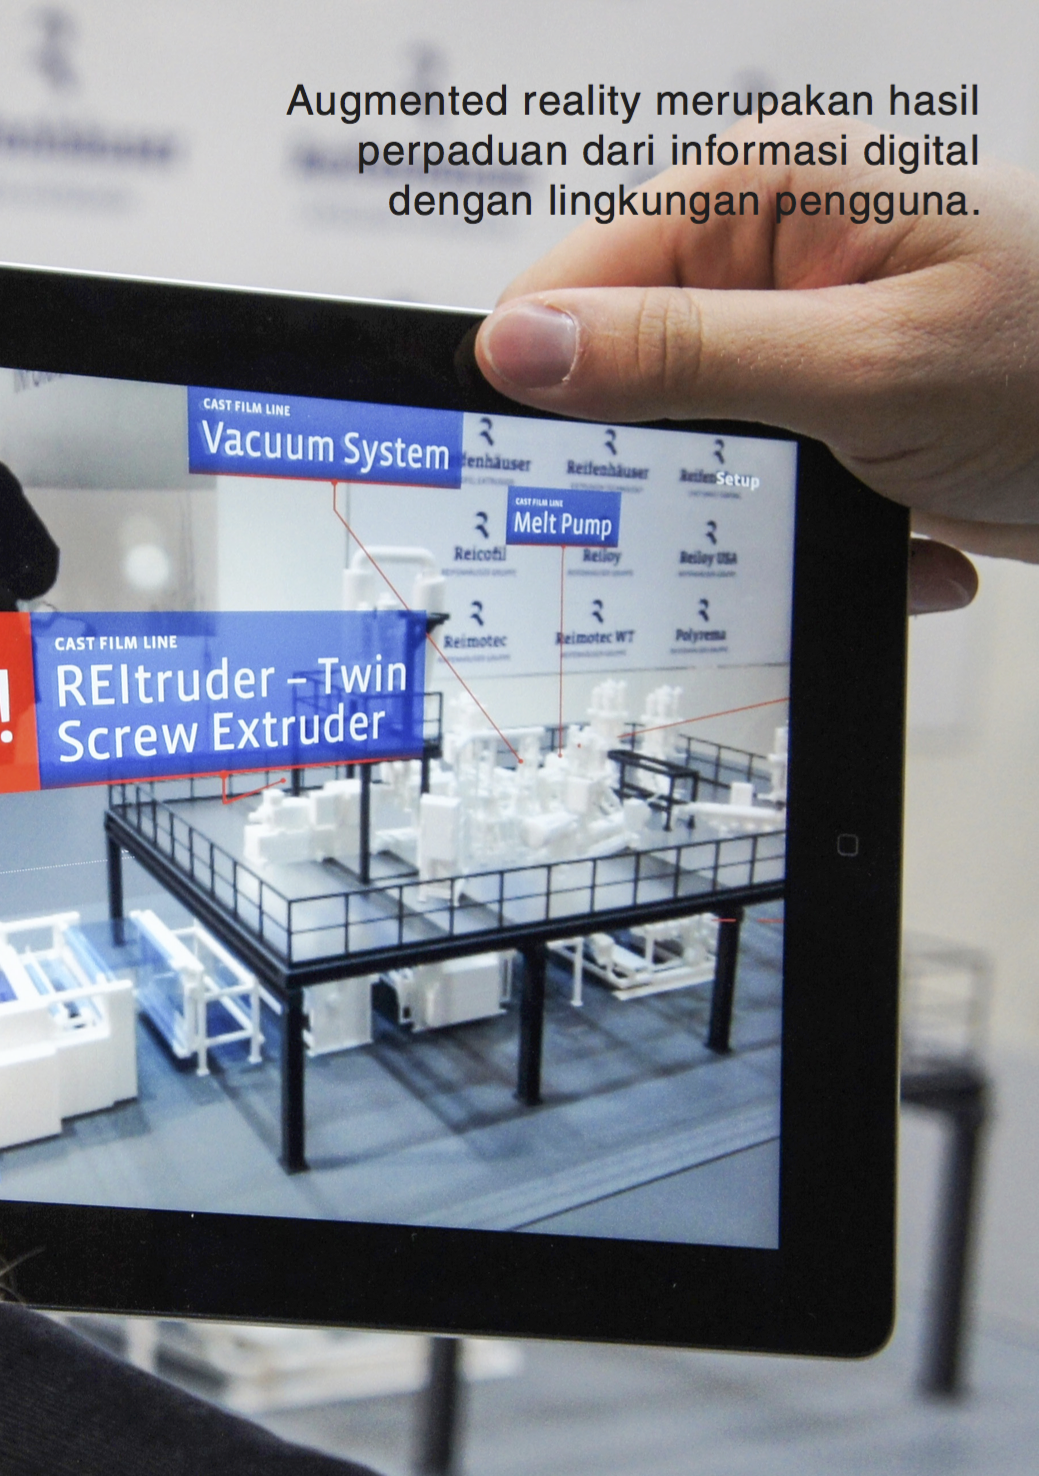 Augmented reality merupakan hasil
perpaduan dari informasi digital
dengan lingkungan pengguna.
CAST FILM LINE
Vacuum System
Reifenhäuser
Setup
CAST FILM LINE
Melt Pump
Reicofil
Reiloy
Reiloy USA
Reimotec
Reimotec WT
Polyrema
!
CAST FILM LINE
REItruder – Twin
Screw Extruder